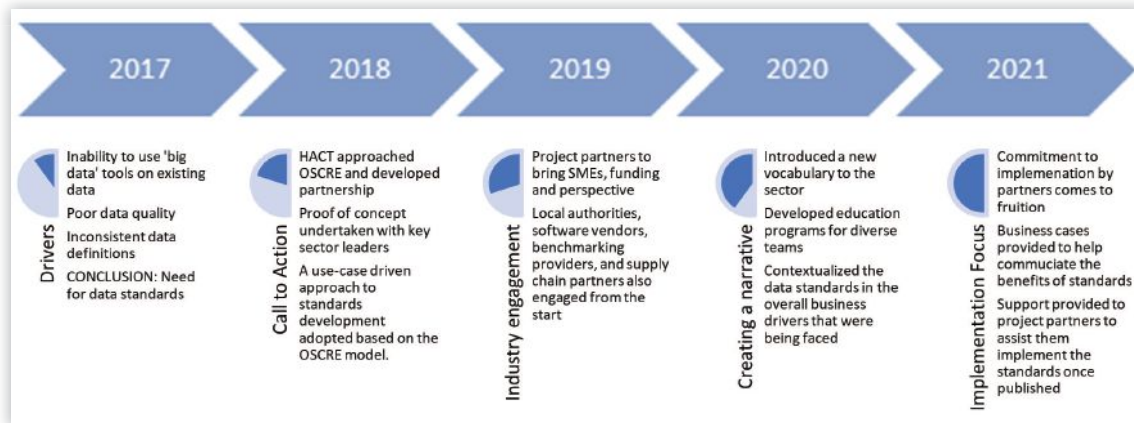 2017
2018
2019
2020
2021
Drivers
Inability to use 'big
data' tools on existing
data
Poor data quality
Inconsistent data
definitions
CONCLUSION: Need
for data standards
Call to Action
HACT approached
OSCRE and developed
partnership
Proof of concept
undertaken with key
sector leaders
A use-case driven
approach to
standards
development
adopted based on the
OSCRE model.
Industry engagement
Project partners to
bring SMEs, funding
and perspective
Local authorities,
software vendors,
benchmarking
providers, and supply
chain partners also
engaged from the
start
Creating a narrative
Introduced a new
vocabulary to the
sector
Developed education
programs for diverse
teams
Contextualized the
data standards in the
overall business
drivers that were
being faced
Implementation Focus
Commitment to
implemenation by
partners comes to
fruition
Business cases
provided to help
commuciate the
benefits of standards
Support provided to
project partners to
assist them
implement the
standards once
published